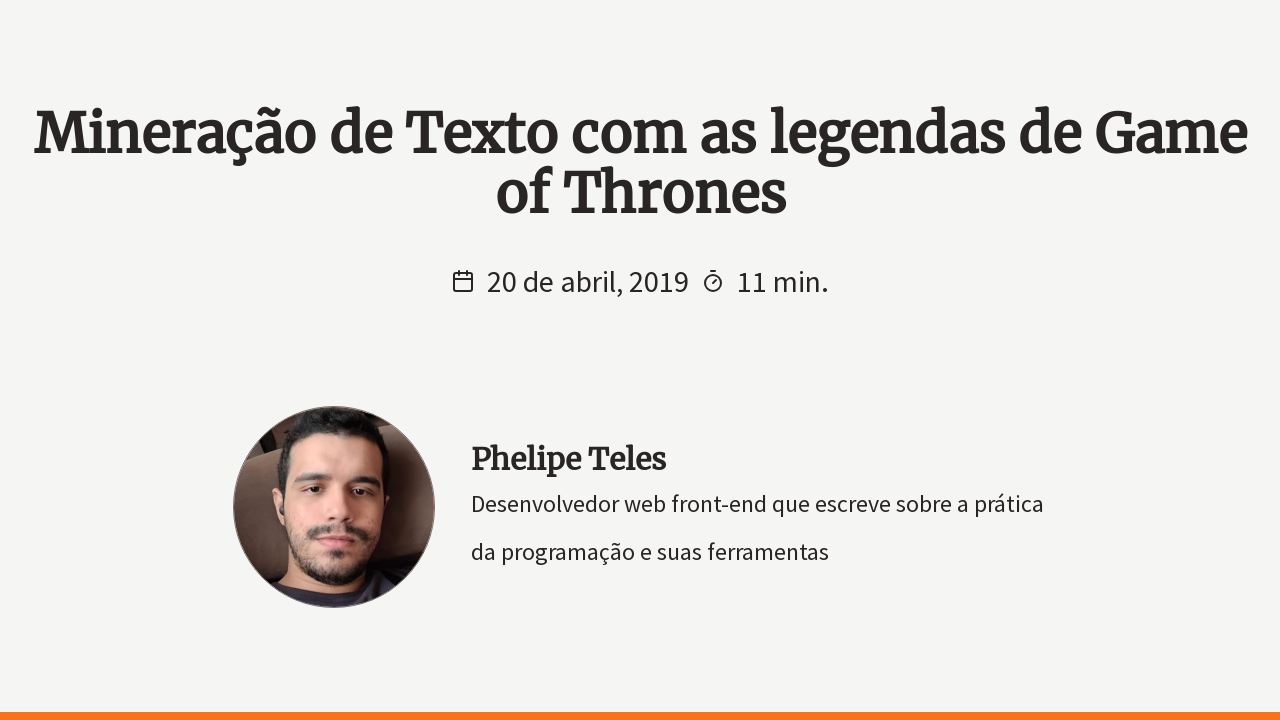 Mineração de Texto com as legendas de Game
of Thrones
20 de abril, 2019 11 min.
Phelipe Teles
Desenvolvedor web front-end que escreve sobre a prática
da programação e suas ferramentas